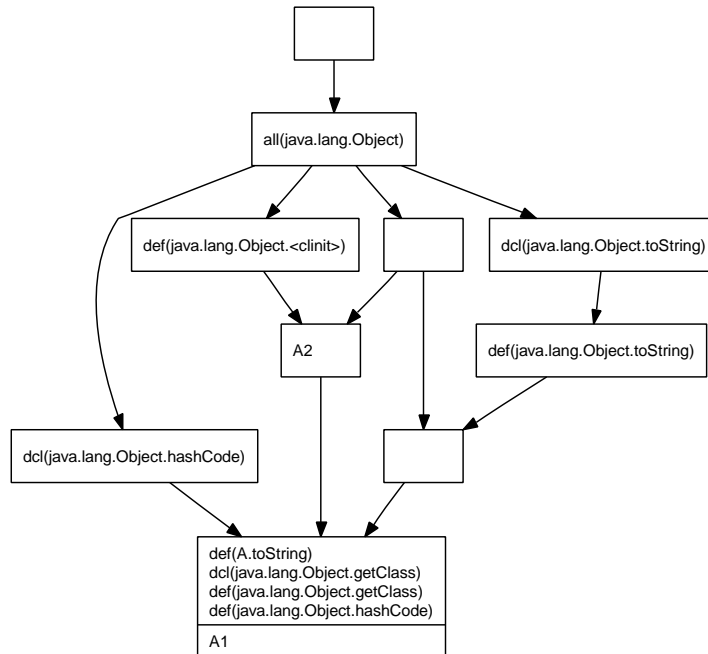 all(java.lang.Object)
def(java.lang.Object.<clinit>)
dcl(java.lang.Object.toString)
A2
def(java.lang.Object.toString)
dcl(java.lang.Object.hashCode)
def(A.toString)
dcl(java.lang.Object.getClass)
def(java.lang.Object.getClass)
def(java.lang.Object.hashCode)
A1